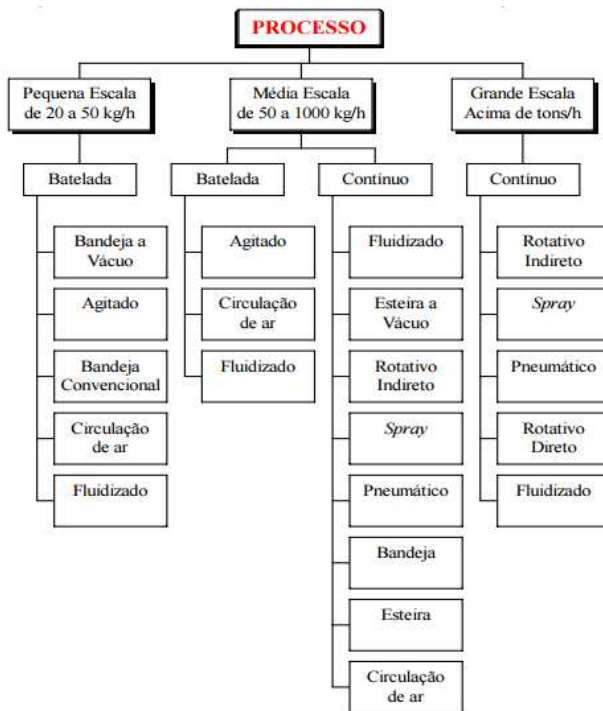 PROCESSO
Pequena Escala
de 20 a 50 kg/h
Média Escala
de 50 a 1000 kg/h
Grande Escala
Acima de tons/h
Batelada
Batelada
Contínuo
Contínuo
Bandeja a
Vácuo
Agitado
Bandeja
Convencional
Circulação
de ar
Fluidizado
Agitado
Circulação
de ar
Fluidizado
Fluidizado
Esteira a
Vácuo
Rotativo
Indireto
Spray
Pneumático
Bandeja
Esteira
Circulação
de ar
Rotativo
Indireto
Spray
Pneumático
Rotativo
Direto
Fluidizado